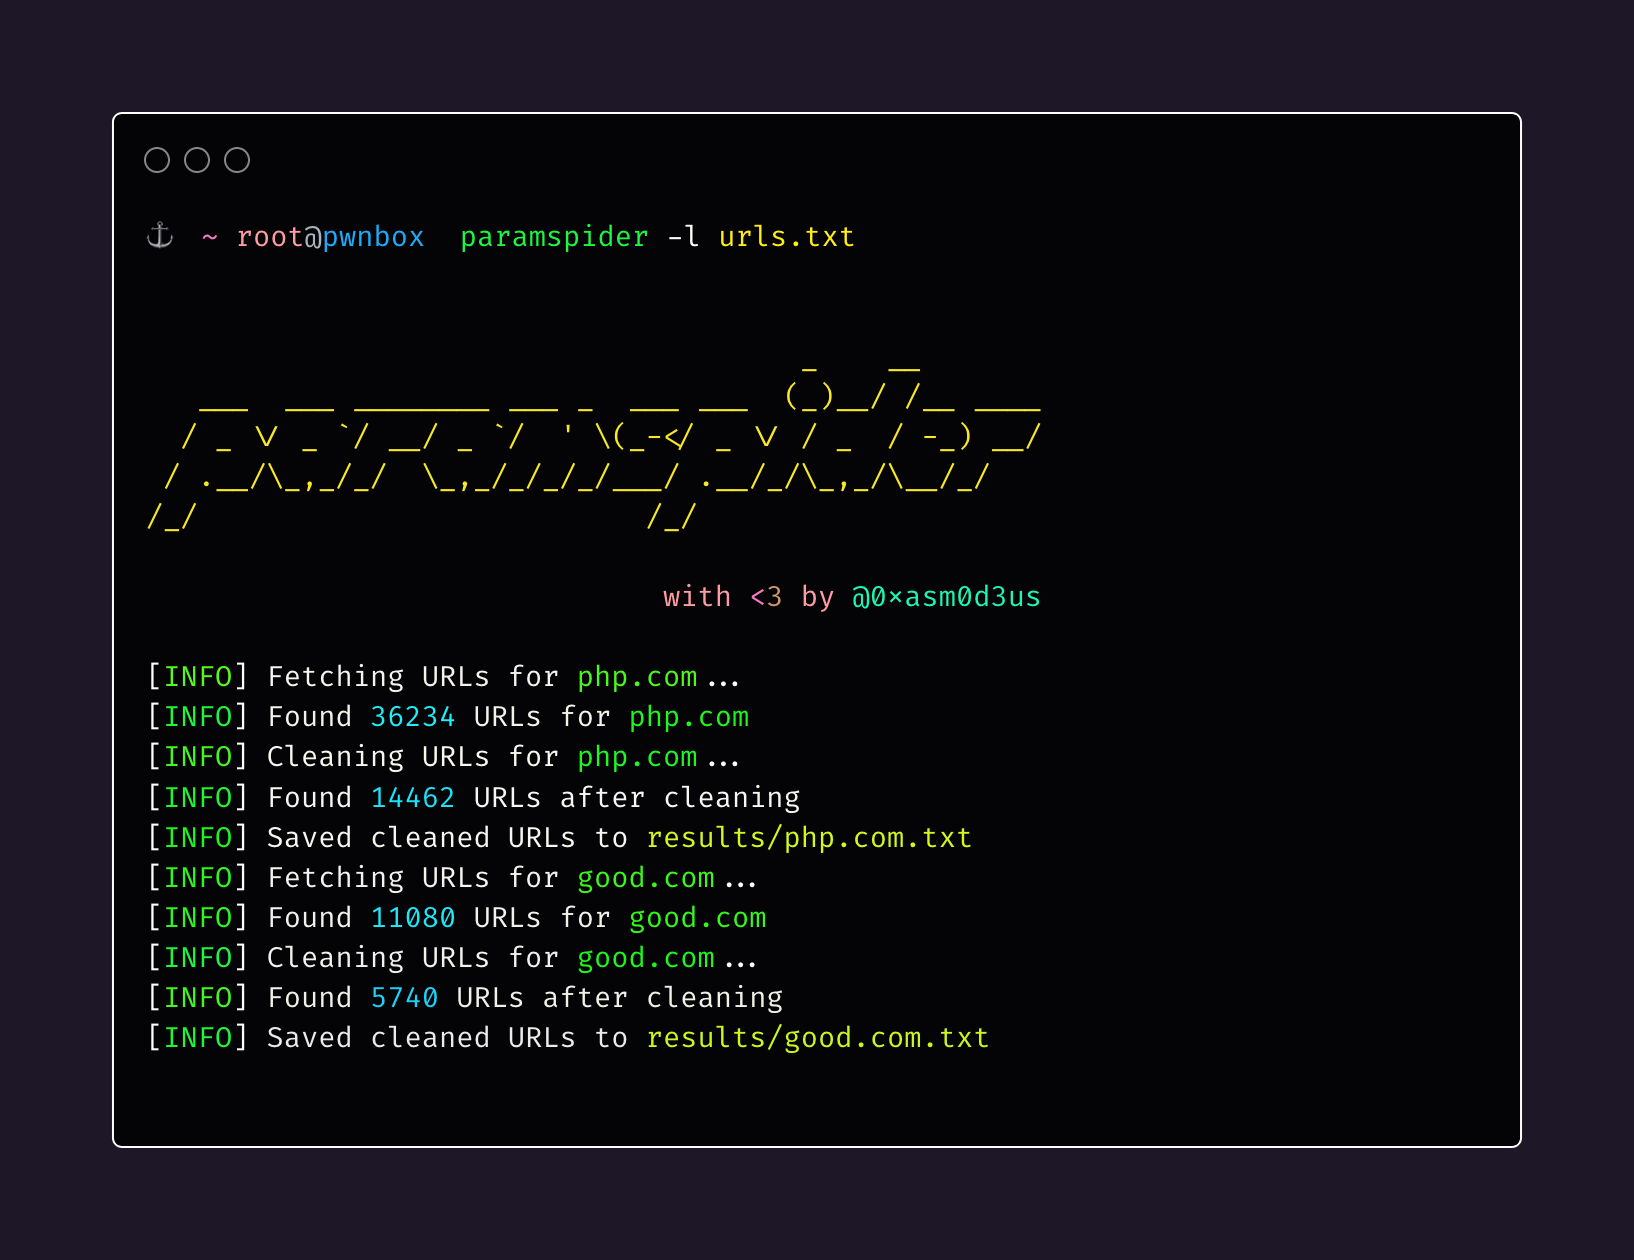 ⚓ ~ root@pwnbox  paramspider -l urls.txt
                                      _    __
   ___  ___ ________ ___ _  ___ ___  (_)__/ /__ ____
  / _ \/ _ `/ __/ _ `/  ' \(_-</ _ \/ / _  / -_) __/
 / .__/\_,_/_/  \_,_/_/_/_/___/ .__/_/\_,_/\__/_/
/_/                          /_/
with <3 by @0xasm0d3us
[INFO] Fetching URLs for php.com...
[INFO] Found 36234 URLs for php.com
[INFO] Cleaning URLs for php.com...
[INFO] Found 14462 URLs after cleaning
[INFO] Saved cleaned URLs to results/php.com.txt
[INFO] Fetching URLs for good.com...
[INFO] Found 11080 URLs for good.com
[INFO] Cleaning URLs for good.com...
[INFO] Found 5740 URLs after cleaning
[INFO] Saved cleaned URLs to results/good.com.txt